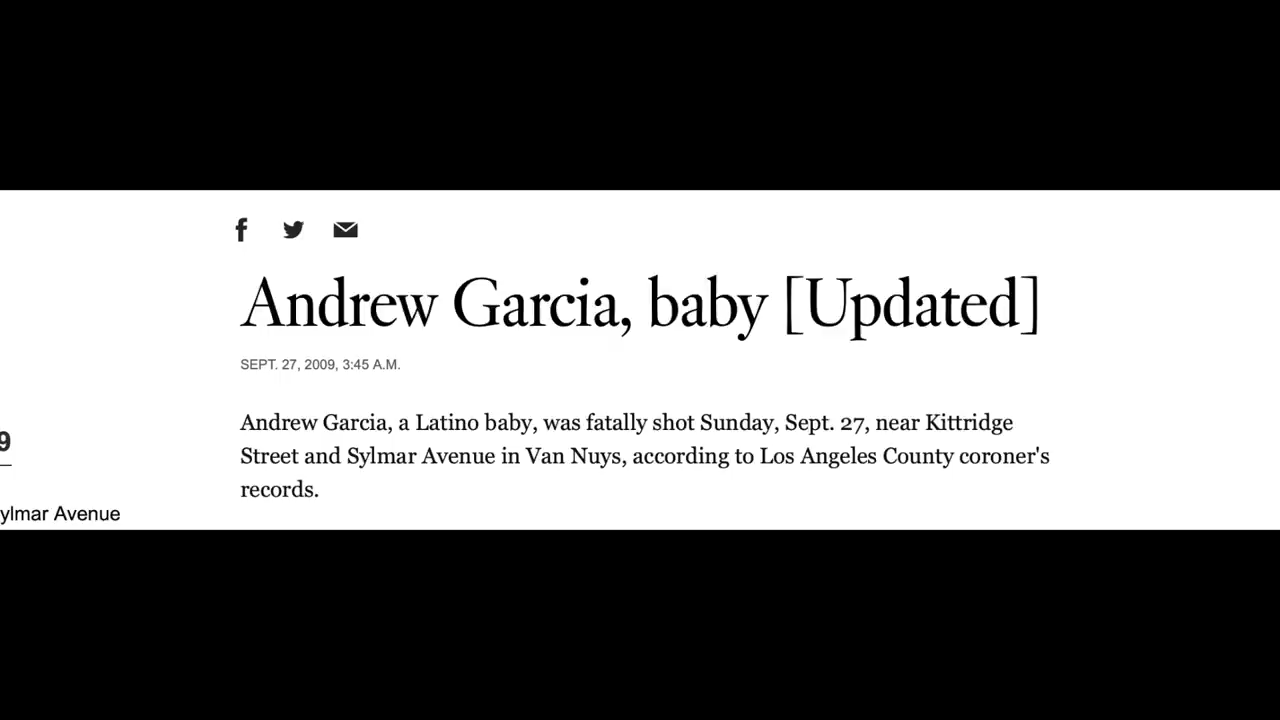 Andrew Garcia, baby [Updated]
SEPT. 27, 2009, 3:45 A.M.
Andrew Garcia, a Latino baby, was fatally shot Sunday, Sept. 27, near Kittridge
Street and Sylmar Avenue in Van Nuys, according to Los Angeles County coroner's
records.
9
ylmar Avenue